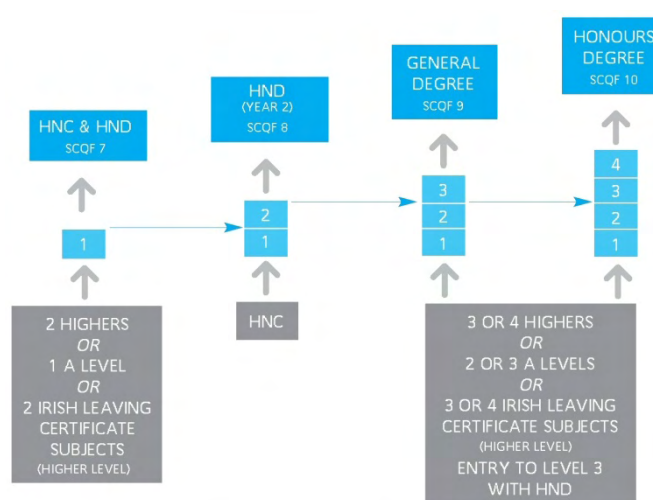 HNC & HND
SCQF 7
1
2 HIGHERS
OR
1 A LEVEL
OR
2 IRISH LEAVING
CERTIFICATE
SUBJECTS
(HIGHER LEVEL)
HND
(YEAR 2)
SCQF 8
2
1
HNC
GENERAL
DEGREE
SCQF 9
3
2
1
HONOURS
DEGREE
SCQF 10
4
3
2
1
3 OR 4 HIGHERS
OR
2 OR 3 A LEVELS
OR
3 OR 4 IRISH LEAVING
CERTIFICATE SUBJECTS
(HIGHER LEVEL)
ENTRY TO LEVEL 3
WITH HND